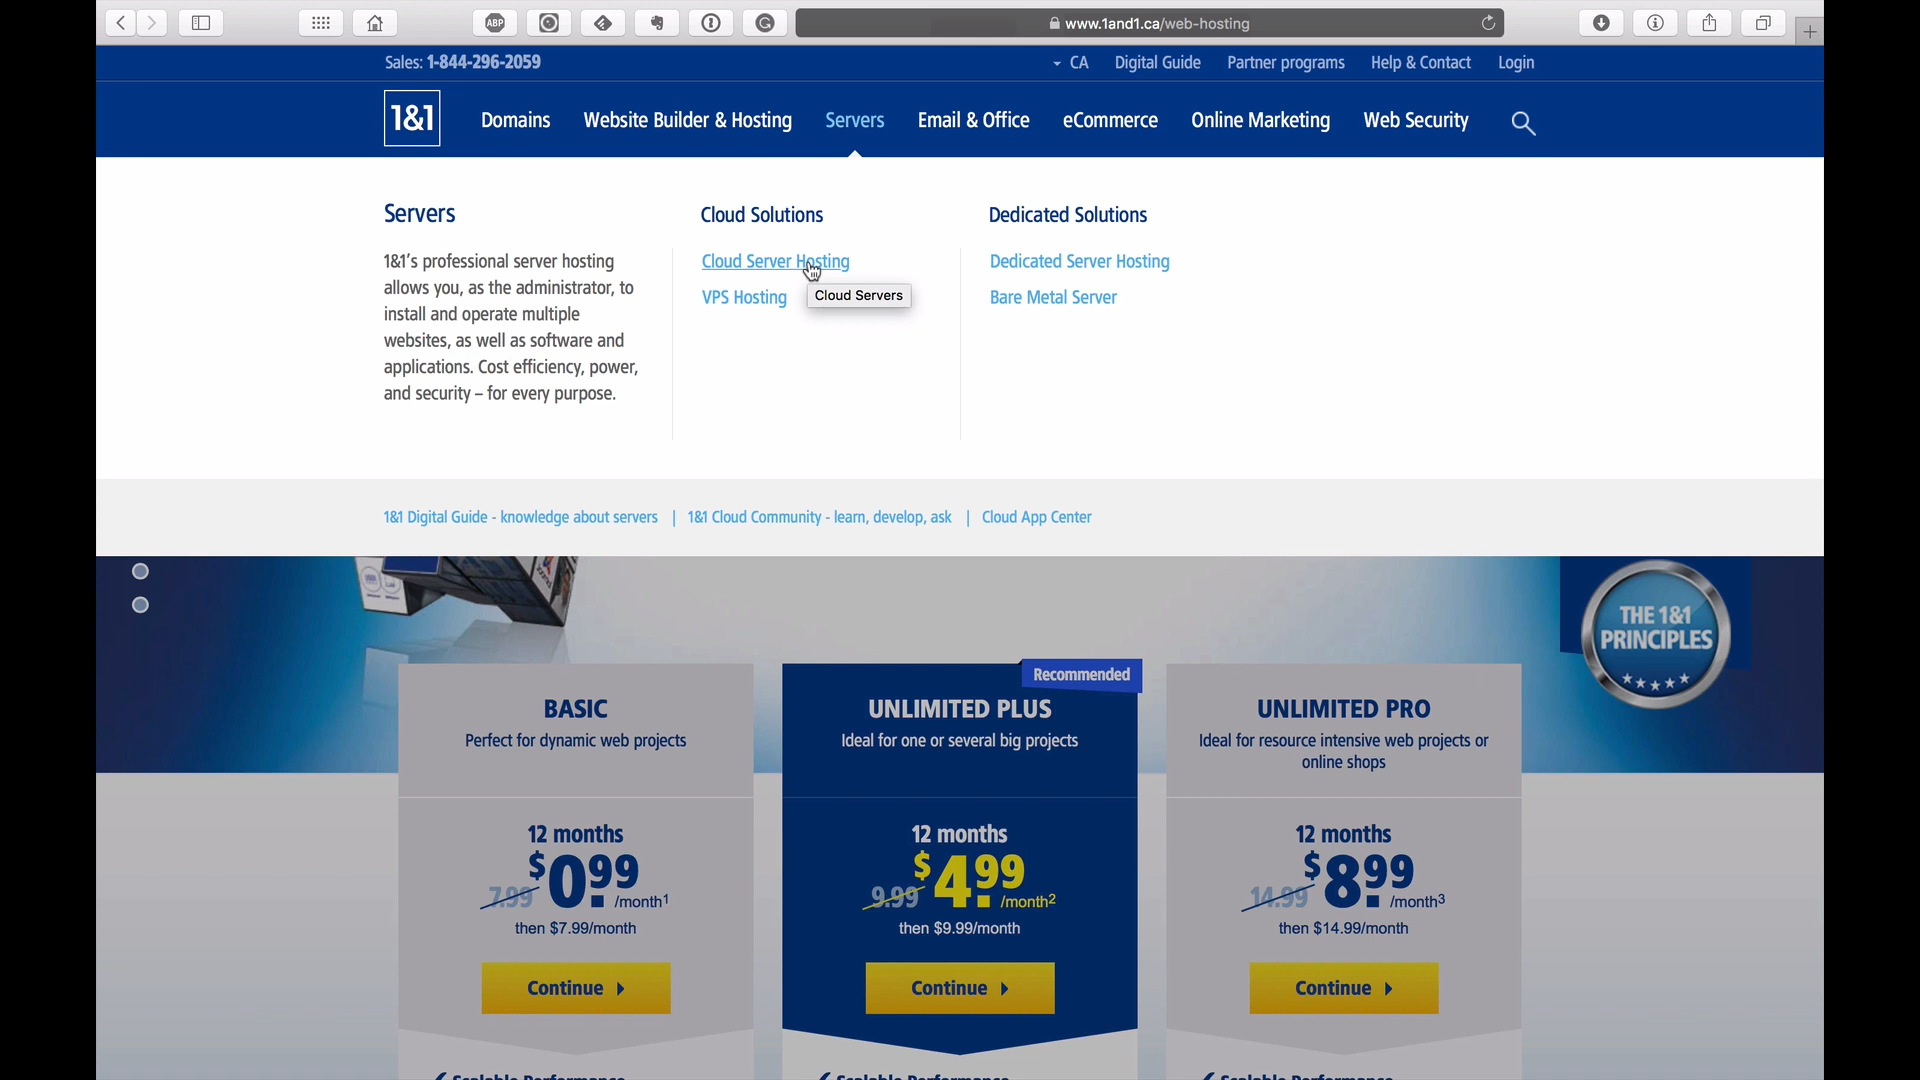 ABP
www.1and1.ca/web-hosting
Sales: 1-844-296-2059
CA
Digital Guide
Partner programs
Help & Contact
Login
1&1
Domains
Website Builder & Hosting
Servers
Email & Office
eCommerce
Online Marketing
Web Security
Servers
1&1's professional server hosting
allows you, as the administrator, to
install and operate multiple
websites, as well as software and
applications. Cost efficiency, power,
and security – for every purpose.
Cloud Solutions
Cloud Server Hosting
VPS Hosting
Cloud Servers
Dedicated Solutions
Dedicated Server Hosting
Bare Metal Server
1&1 Digital Guide - knowledge about servers | 1&1 Cloud Community - learn, develop, ask | Cloud App Center
THE 1&1
PRINCIPLES
BASIC
Perfect for dynamic web projects
12 months
7.99 $0.99 /month1
then $7.99/month
Continue
Scalable Performance
Recommended
UNLIMITED PLUS
Ideal for one or several big projects
12 months
9.99 $4.99 /month2
then $9.99/month
Continue
Scalable Performance
UNLIMITED PRO
Ideal for resource intensive web projects or
online shops
12 months
14.99 $8.99 /month3
then $14.99/month
Continue
Scalable Performance